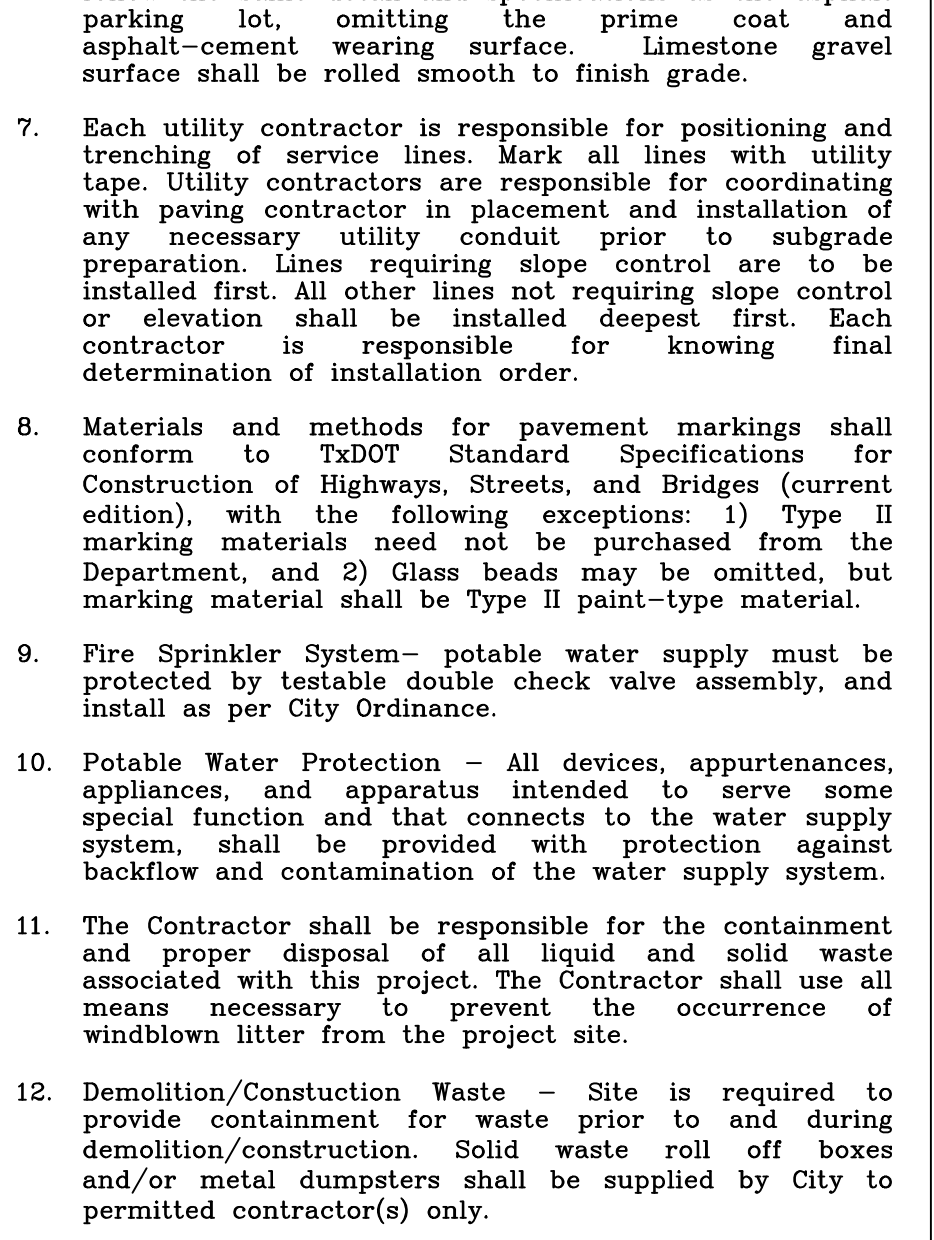 parking lot, omitting the prime coat and
asphalt-cement wearing surface. Limestone gravel
surface shall be rolled smooth to finish grade.
7. Each utility contractor is responsible for positioning and
trenching of service lines. Mark all lines with utility
tape. Utility contractors are responsible for coordinating
with paving contractor in placement and installation of
any necessary utility conduit prior to subgrade
preparation. Lines requiring slope control are to be
installed first. All other lines not requiring slope control
or elevation shall be installed deepest first. Each
contractor is responsible for knowing final
determination of installation order.
8. Materials and methods for pavement markings shall
conform to TxDOT Standard Specifications for
Construction of Highways, Streets, and Bridges (current
edition), with the following exceptions: 1) Type II
marking materials need not be purchased from the
Department, and 2) Glass beads may be omitted, but
marking material shall be Type II paint-type material.
9. Fire Sprinkler System- potable water supply must be
protected by testable double check valve assembly, and
install as per City Ordinance.
10. Potable Water Protection - All devices, appurtenances,
appliances, and apparatus intended to serve some
special function and that connects to the water supply
system, shall be provided with protection against
backflow and contamination of the water supply system.
11. The Contractor shall be responsible for the containment
and proper disposal of all liquid and solid waste
associated with this project. The Contractor shall use all
means necessary to prevent the occurrence of
windblown litter from the project site.
12. Demolition/Constuction Waste - Site is required to
provide containment for waste prior to and during
demolition/construction. Solid waste roll off boxes
and/or metal dumpsters shall be supplied by City to
permitted contractor(s) only.